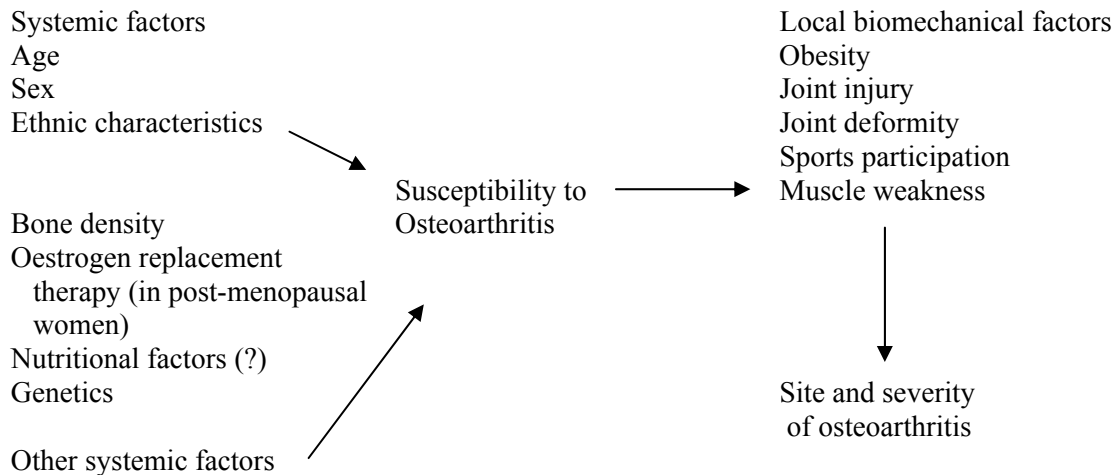 Systemic factors
Age
Sex
Ethnic characteristics
Bone density
Oestrogen replacement
therapy (in post-menopausal
women)
Nutritional factors (?)
Genetics
Other systemic factors
Susceptibility to
Osteoarthritis
Local biomechanical factors
Obesity
Joint injury
Joint deformity
Sports participation
Muscle weakness
Site and severity
of osteoarthritis